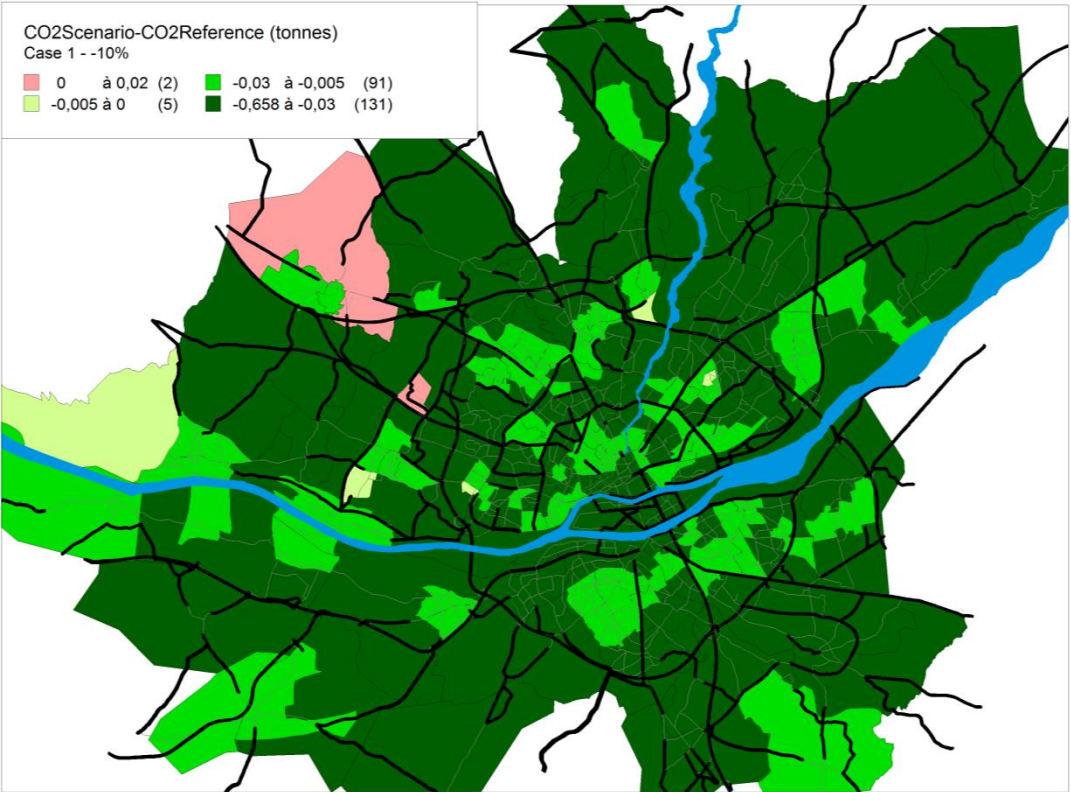 CO2Scenario-CO2Reference (tonnes)
Case 1 - -10%
0 à 0,02 (2) -0,03 à -0,005 (91)
-0,005 à 0 (5) -0,658 à -0,03 (131)